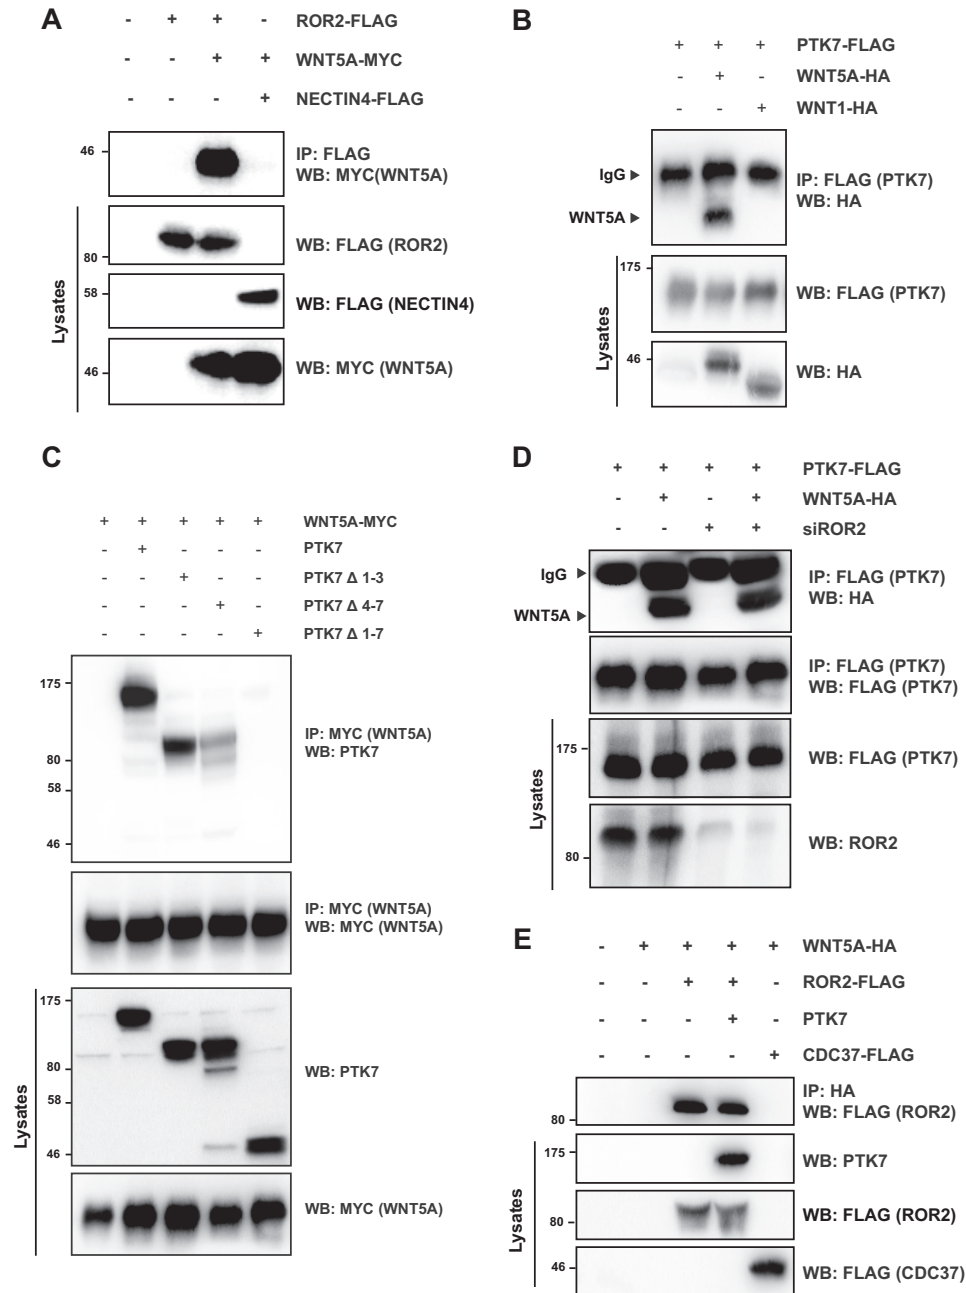 A
- + + - ROR2-FLAG
- - + + WNT5A-MYC
- - - + NECTIN4-FLAG
46
IP: FLAG
WB: MYC(WNT5A)
Lysates
80
WB: FLAG (ROR2)
58
WB: FLAG (NECTIN4)
46
WB: MYC (WNT5A)
B
+ + + PTK7-FLAG
- + - WNT5A-HA
- - + WNT1-HA
IgG ▶
WNT5A ▶
IP: FLAG (PTK7)
WB: HA
Lysates
175
WB: FLAG (PTK7)
46
WB: HA
C
+ + + + + WNT5A-MYC
- + - - - PTK7
- - + - - PTK7 Δ 1-3
- - - + - PTK7 Δ 4-7
- - - - + PTK7 Δ 1-7
175
80
58
46
IP: MYC (WNT5A)
WB: PTK7
IP: MYC (WNT5A)
WB: MYC (WNT5A)
Lysates
175
80
58
46
WB: PTK7
WB: MYC (WNT5A)
D
+ + + + PTK7-FLAG
- + - + WNT5A-HA
- - + + siROR2
IgG ▶
WNT5A ▶
IP: FLAG (PTK7)
WB: HA
IP: FLAG (PTK7)
WB: FLAG (PTK7)
Lysates
175
WB: FLAG (PTK7)
80
WB: ROR2
E
- + + + + WNT5A-HA
- - + + - ROR2-FLAG
- - - + - PTK7
- - - - + CDC37-FLAG
80
IP: HA
WB: FLAG (ROR2)
Lysates
175
WB: PTK7
80
WB: FLAG (ROR2)
46
WB: FLAG (CDC37)